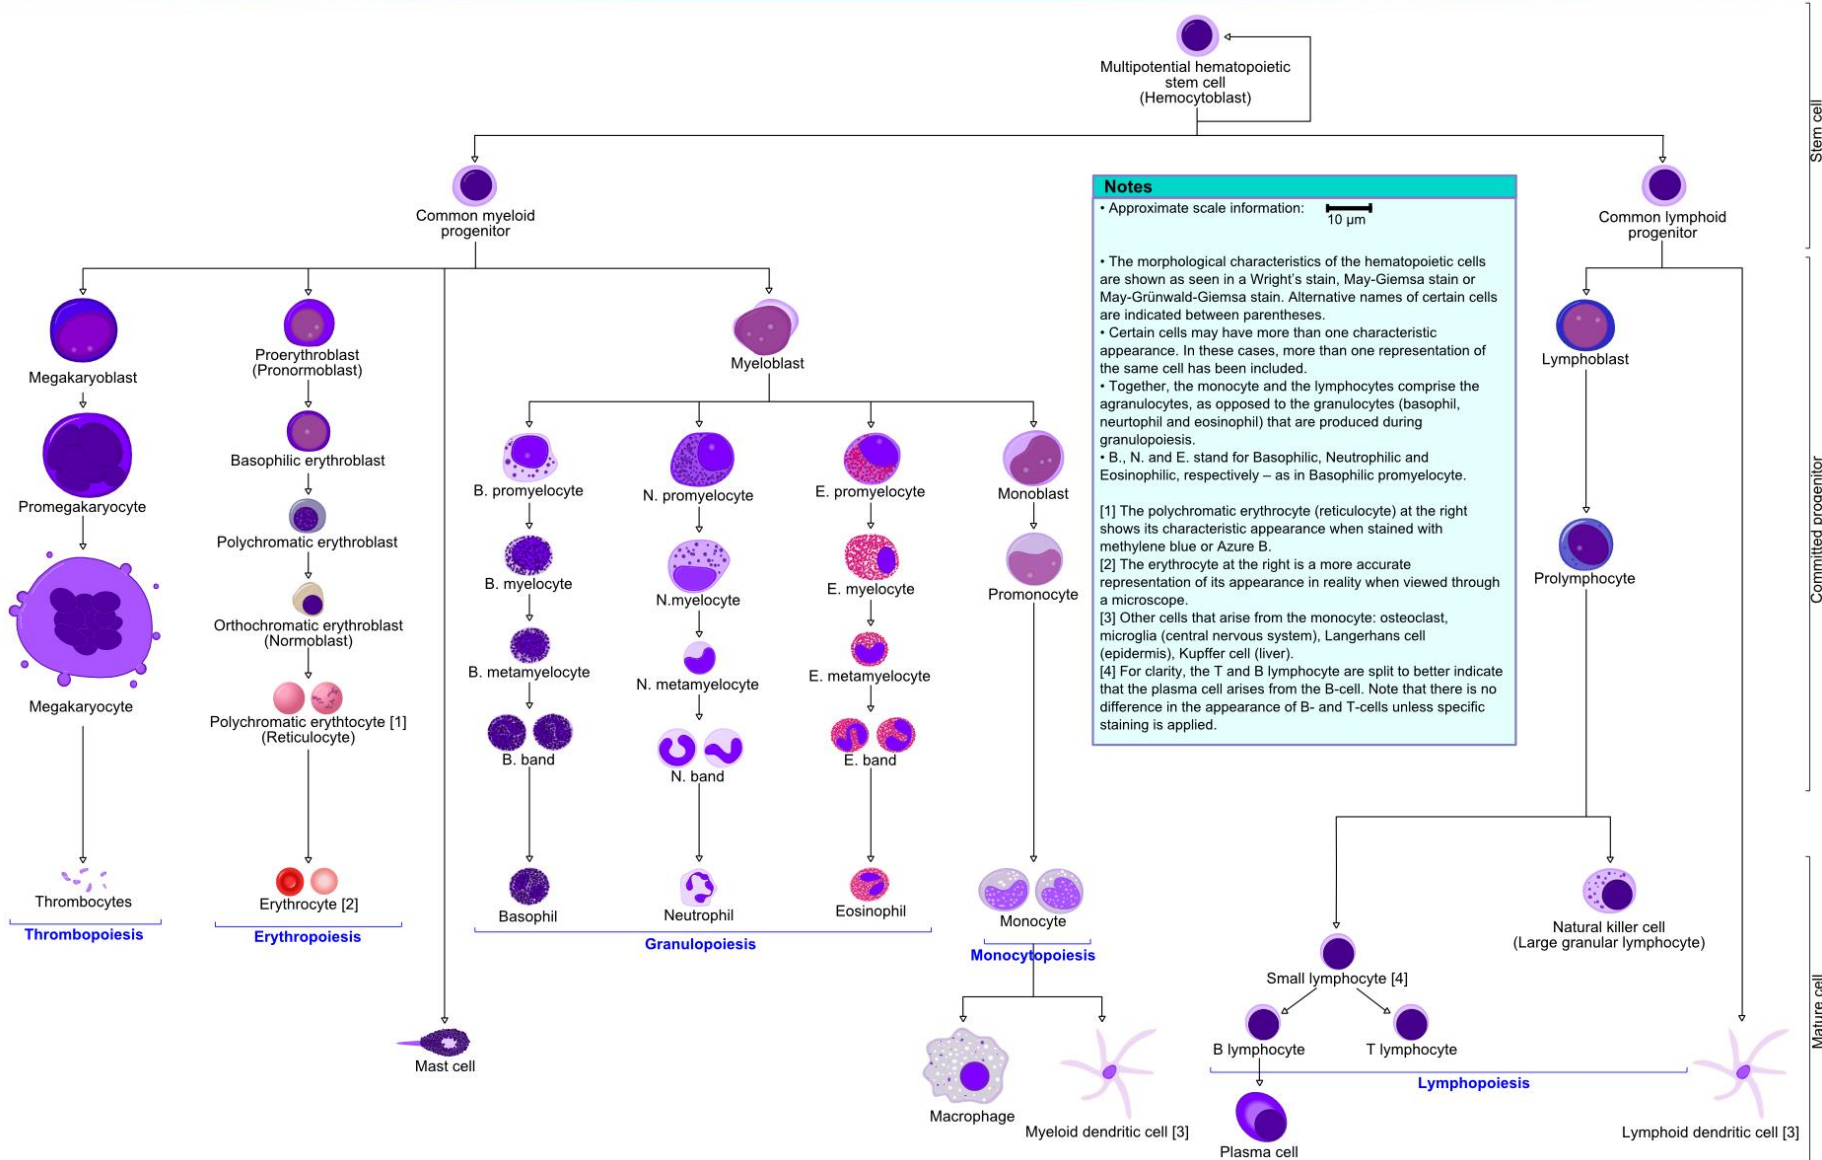 Multipotential hematopoietic
stem cell
(Hemocytoblast)
Stem cell
Common myeloid
progenitor
Common lymphoid
progenitor
Notes
• Approximate scale information:
10 µm
• The morphological characteristics of the hematopoietic cells
are shown as seen in a Wright's stain, May-Giemsa stain or
May-Grünwald-Giemsa stain. Alternative names of certain cells
are indicated between parentheses.
• Certain cells may have more than one characteristic
appearance. In these cases, more than one representation of
the same cell has been included.
• Together, the monocyte and the lymphocytes comprise the
agranulocytes, as opposed to the granulocytes (basophil,
neurtophil and eosinophil) that are produced during
granulopoiesis.
• B., N. and E. stand for Basophilic, Neutrophilic and
Eosinophilic, respectively – as in Basophilic promyelocyte.
[1] The polychromatic erythrocyte (reticulocyte) at the right
shows its characteristic appearance when stained with
methylene blue or Azure B.
[2] The erythrocyte at the right is a more accurate
representation of its appearance in reality when viewed through
a microscope.
[3] Other cells that arise from the monocyte: osteoclast,
microglia (central nervous system), Langerhans cell
(epidermis), Kupffer cell (liver).
[4] For clarity, the T and B lymphocyte are split to better indicate
that the plasma cell arises from the B-cell. Note that there is no
difference in the appearance of B- and T-cells unless specific
staining is applied.
Megakaryoblast
Proerythroblast
(Pronormoblast)
Myeloblast
Lymphoblast
Committed progenitor
Promegakaryocyte
Basophilic erythroblast
B. promyelocyte
N. promyelocyte
E. promyelocyte
Monoblast
Polychromatic erythroblast
B. myelocyte
N.myelocyte
E. myelocyte
Promonocyte
Prolymphocyte
Orthochromatic erythroblast
(Normoblast)
B. metamyelocyte
N. metamyelocyte
E. metamyelocyte
Megakaryocyte
Polychromatic erythtocyte [1]
(Reticulocyte)
B. band
N. band
E. band
Thrombocytes
Erythrocyte [2]
Basophil
Neutrophil
Eosinophil
Monocyte
Natural killer cell
(Large granular lymphocyte)
Thrombopoiesis
Erythropoiesis
Granulopoiesis
Monocytopoiesis
Small lymphocyte [4]
Mature cell
Mast cell
B lymphocyte
T lymphocyte
Lymphopoiesis
Macrophage
Myeloid dendritic cell [3]
Plasma cell
Lymphoid dendritic cell [3]